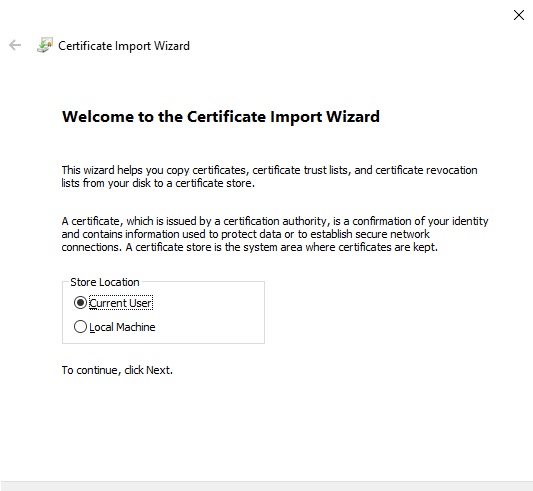 Certificate Import Wizard
Welcome to the Certificate Import Wizard
This wizard helps you copy certificates, certificate trust lists, and certificate revocation
lists from your disk to a certificate store.
A certificate, which is issued by a certification authority, is a confirmation of your identity
and contains information used to protect data or to establish secure network
connections. A certificate store is the system area where certificates are kept.
Store Location
Current User
Local Machine
To continue, click Next.